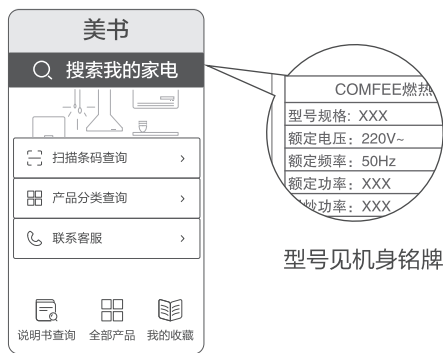 美书
搜索我的家电
扫描条码查询
产品分类查询
联系客服
说明书查询 全部产品 我的收藏
COMFEE燃热
型号规格: XXX
额定电压: 220V~
额定频率: 50Hz
额定功率: XXX
炒功率: XXX
型号见机身铭牌